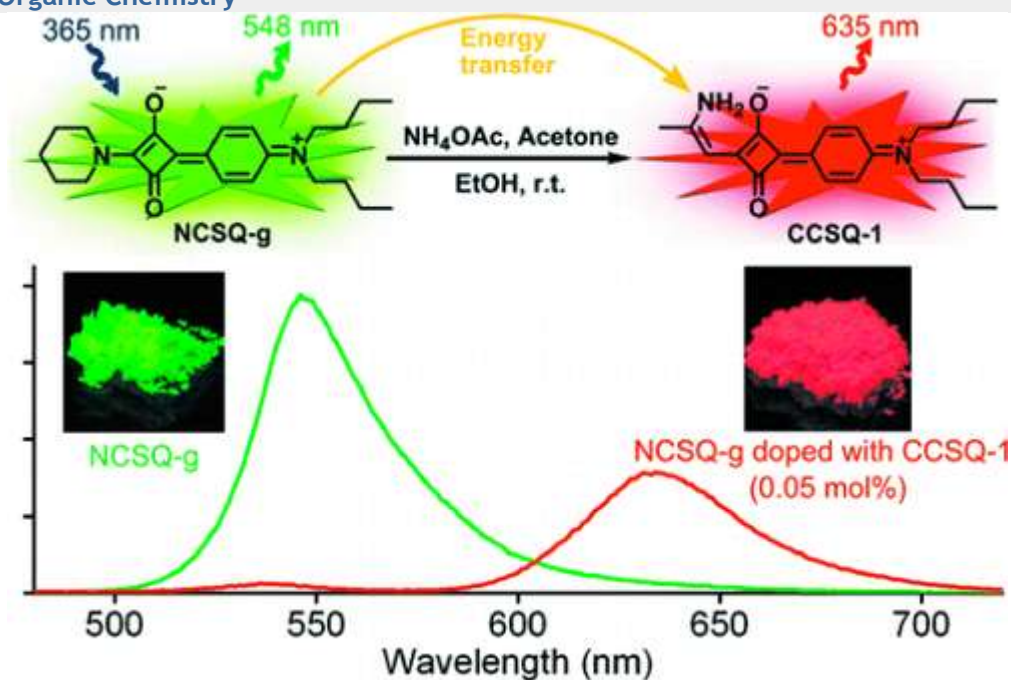 Organic Chemistry
365 nm
548 nm
Energy
transfer
635 nm
O⁻
N
O
N⁺
NCSQ-g
NH₄OAc, Acetone
EtOH, r.t.
NH₂
O⁻
O
N⁺
CCSQ-1
NCSQ-g
NCSQ-g doped with CCSQ-1
(0.05 mol%)
500
550
600
650
700
Wavelength (nm)